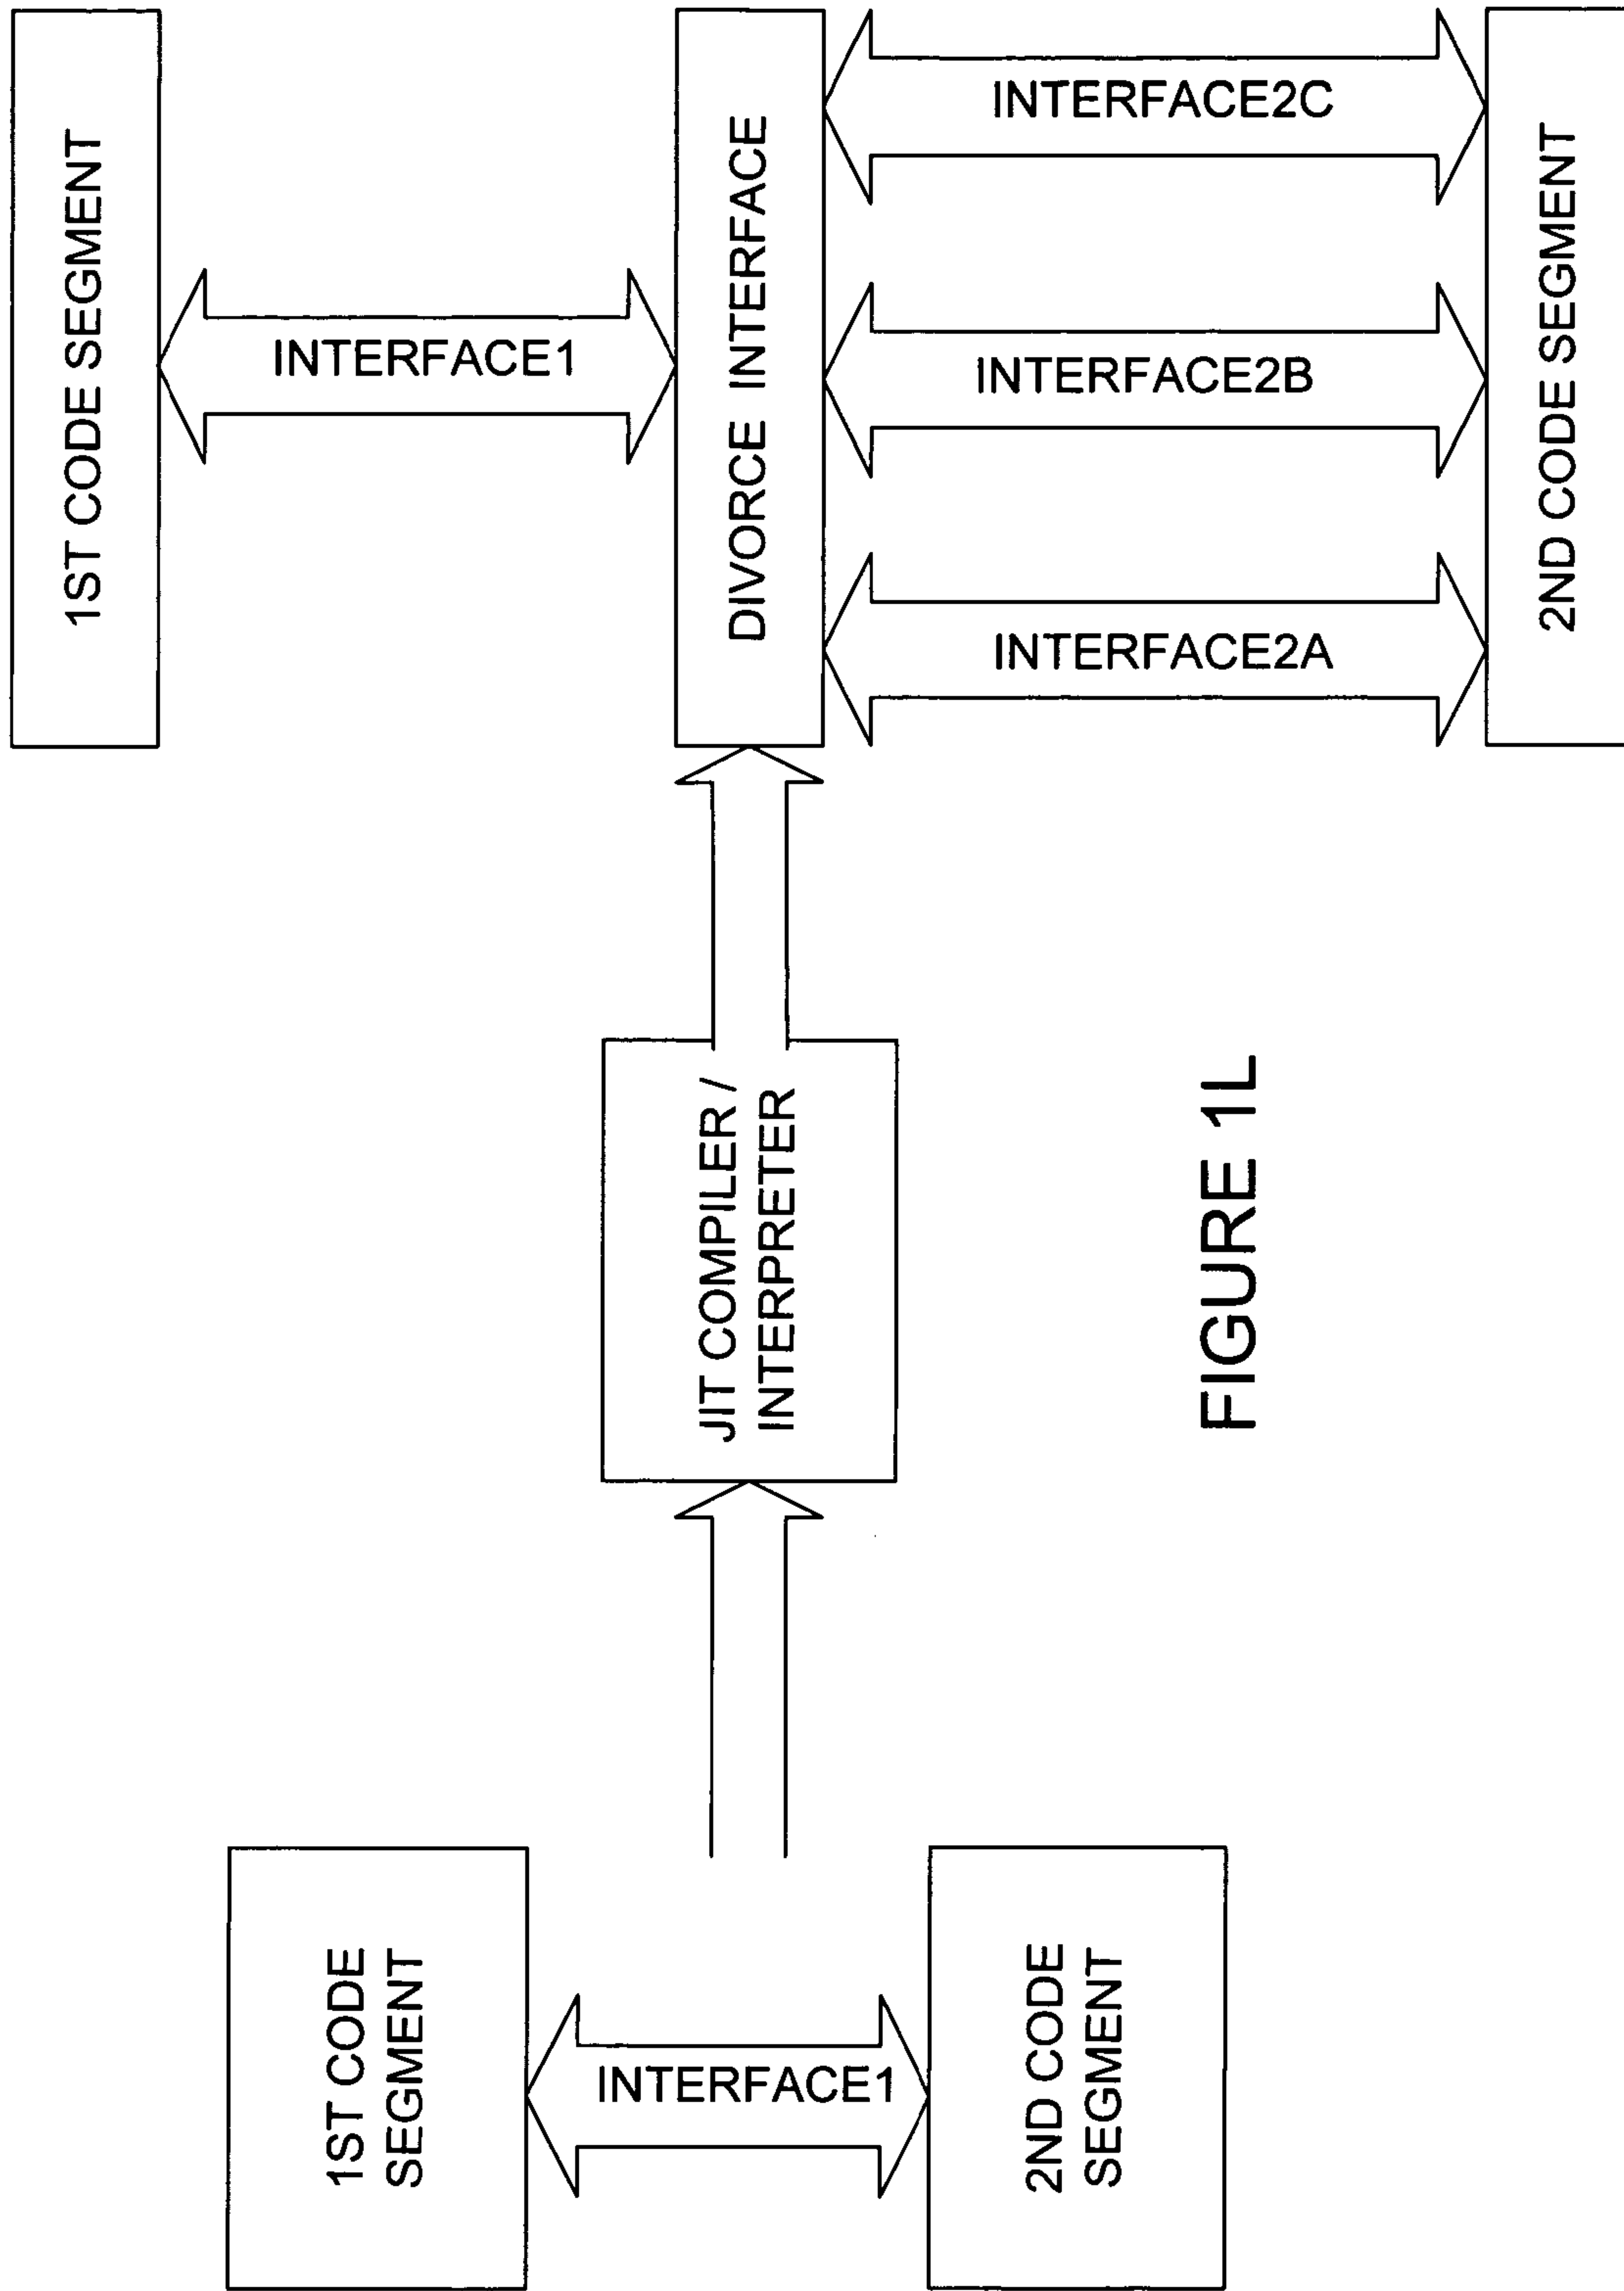 1ST CODE
SEGMENT
INTERFACE1
2ND CODE
SEGMENT
JIT COMPILER /
INTERPRETER
1ST CODE SEGMENT
INTERFACE1
DIVORCE INTERFACE
INTERFACE2A
INTERFACE2B
INTERFACE2C
2ND CODE SEGMENT
FIGURE 1L